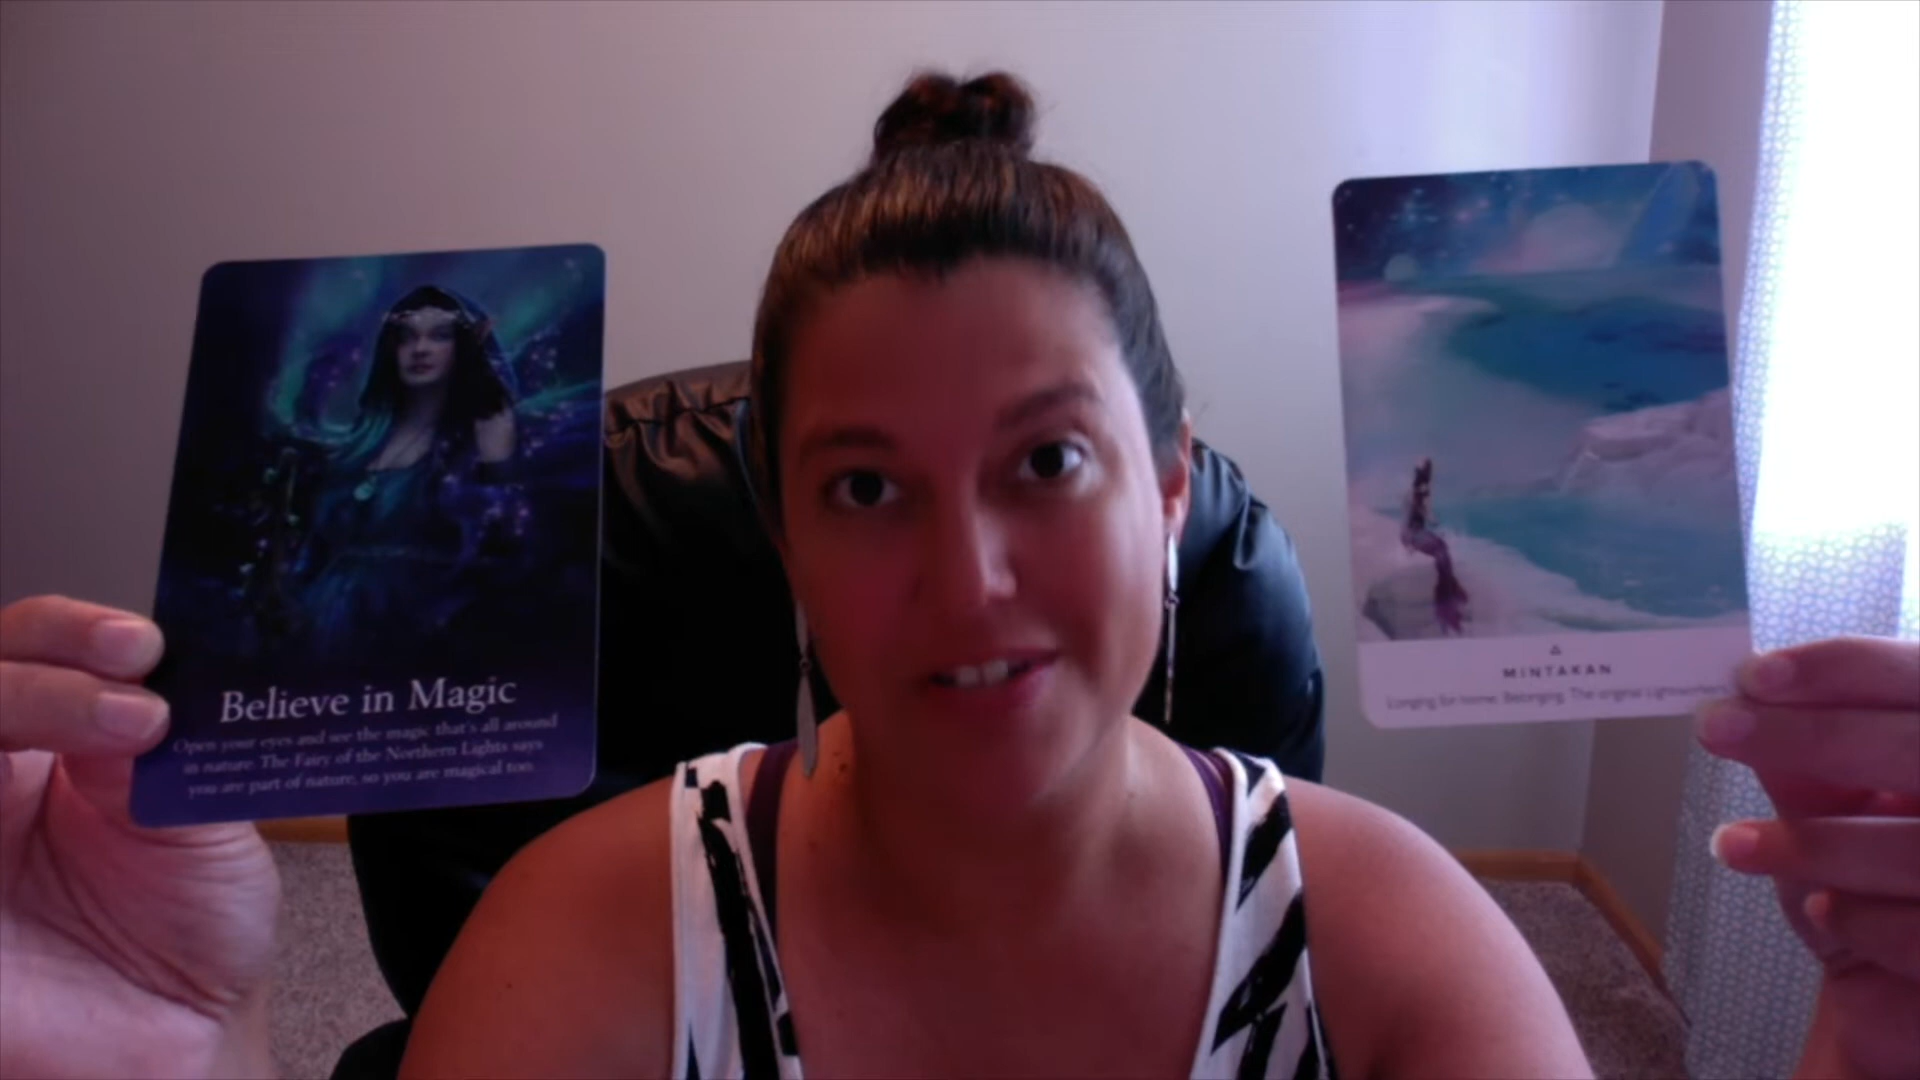 Believe in Magic
Open your eyes and see the magic that's all around
in nature. The Fairy of the Northern Lights says
you are part of nature, so you are magical too.
MINTAKAN
Longing for home. Belonging. The original Lightworkers.